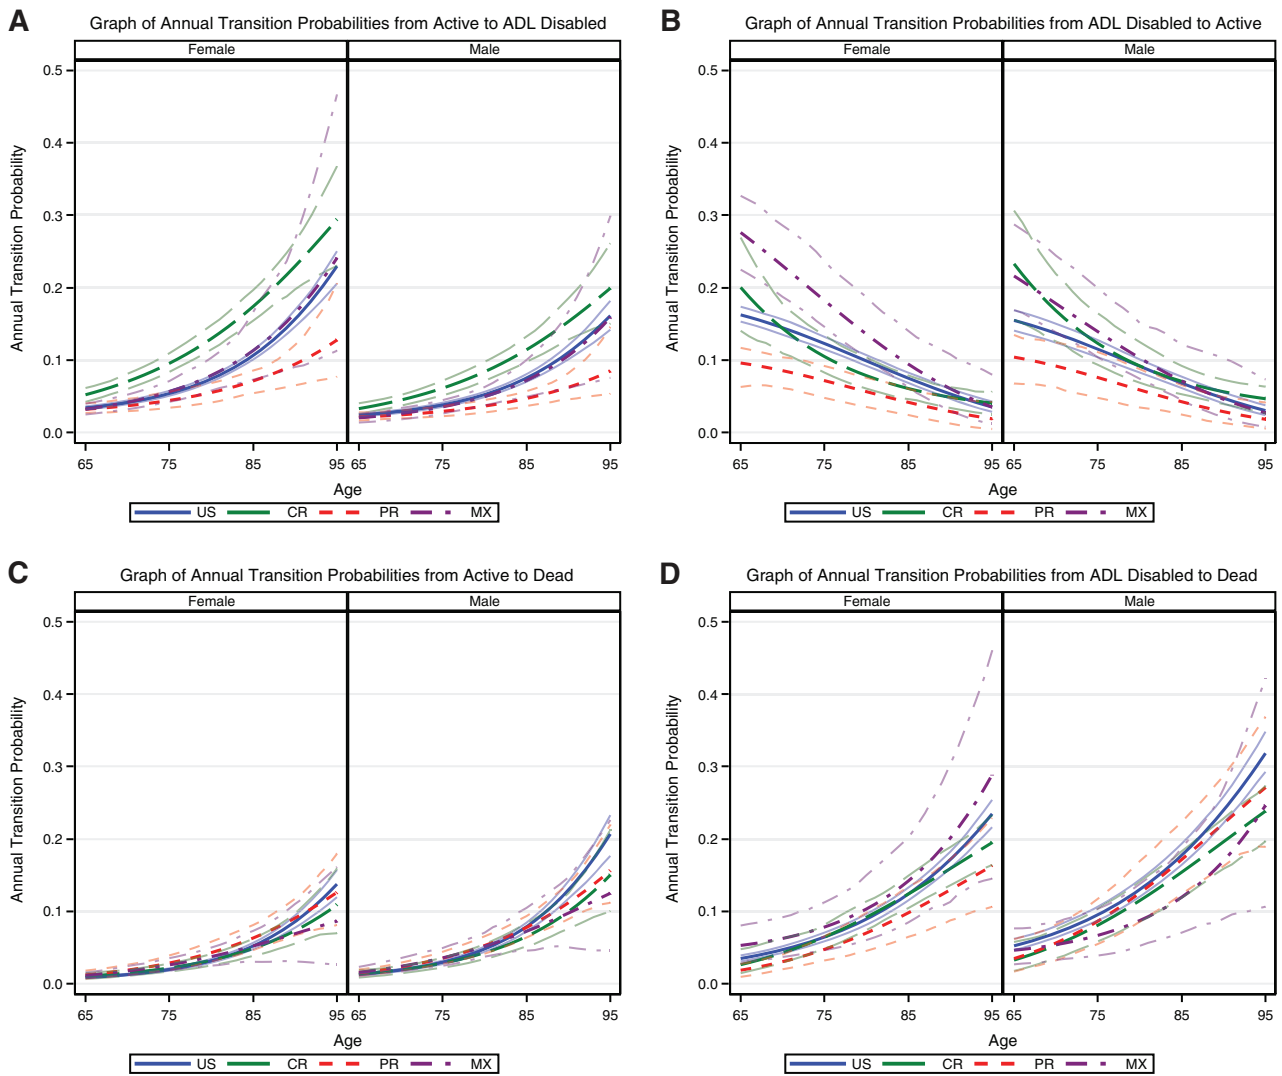 A
Graph of Annual Transition Probabilities from Active to ADL Disabled
Female Male
Annual Transition Probability
0.5
0.4
0.3
0.2
0.1
0.0
65 75 85 95 65 75 85 95
Age
US CR PR MX
B
Graph of Annual Transition Probabilities from ADL Disabled to Active
Female Male
Annual Transition Probability
0.5
0.4
0.3
0.2
0.1
0.0
65 75 85 95 65 75 85 95
Age
US CR PR MX
C
Graph of Annual Transition Probabilities from Active to Dead
Female Male
Annual Transition Probability
0.5
0.4
0.3
0.2
0.1
0.0
65 75 85 95 65 75 85 95
Age
US CR PR MX
D
Graph of Annual Transition Probabilities from ADL Disabled to Dead
Female Male
Annual Transition Probability
0.5
0.4
0.3
0.2
0.1
0.0
65 75 85 95 65 75 85 95
Age
US CR PR MX